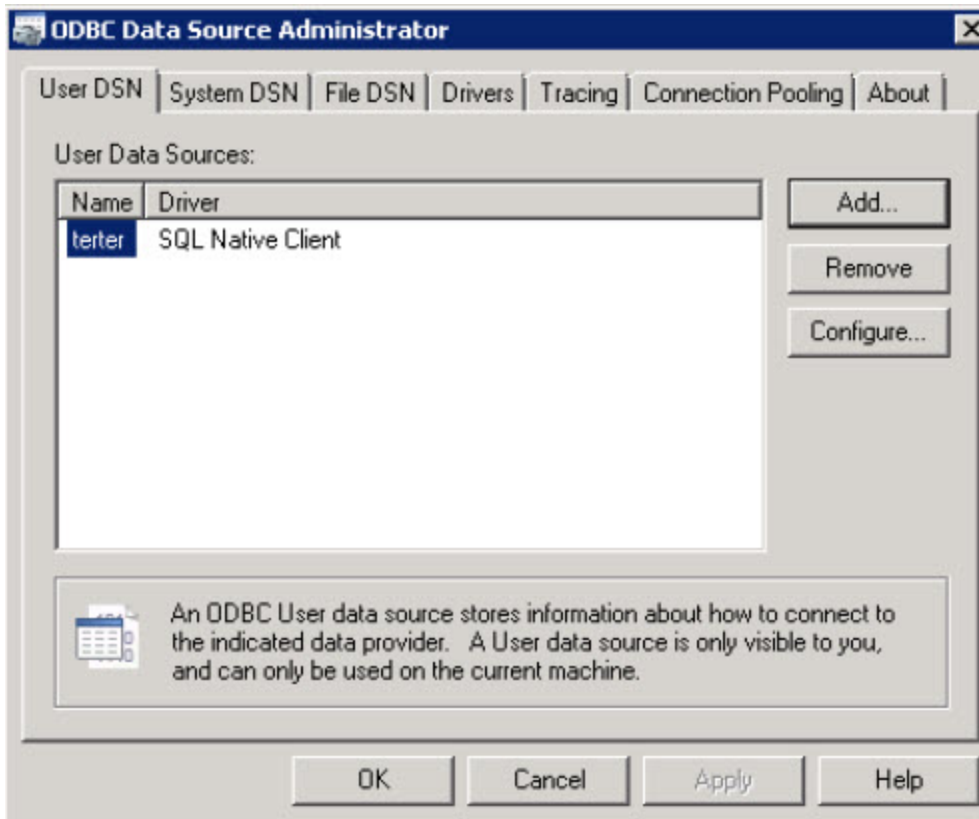 ODBC Data Source Administrator
User DSN System DSN File DSN Drivers Tracing Connection Pooling About
User Data Sources:
Name Driver
terter SQL Native Client
Add...
Remove
Configure...
An ODBC User data source stores information about how to connect to
the indicated data provider. A User data source is only visible to you,
and can only be used on the current machine.
OK Cancel Apply Help